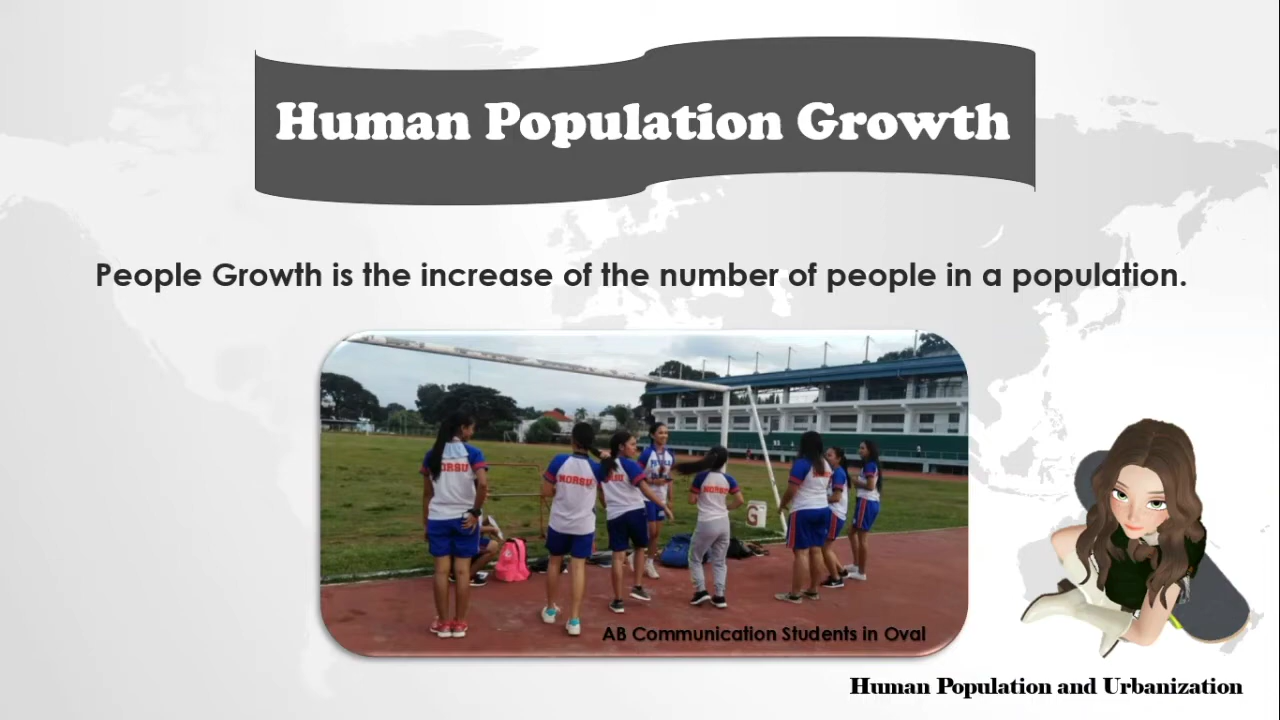 Human Population Growth
People Growth is the increase of the number of people in a population.
NORSU
NORSU
NORSU
G
AB Communication Students in Oval
Human Population and Urbanization